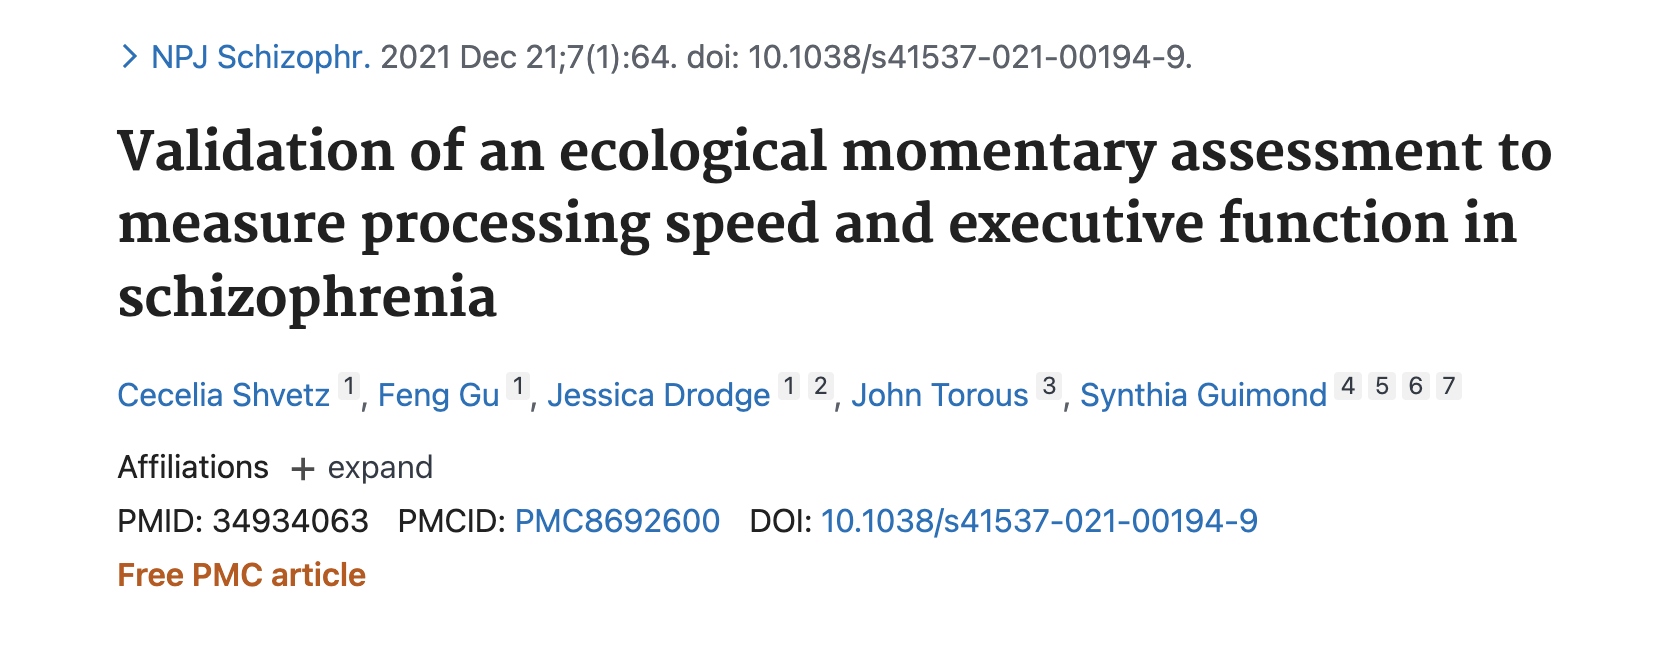 > NPJ Schizophr. 2021 Dec 21;7(1):64. doi: 10.1038/s41537-021-00194-9.
Validation of an ecological momentary assessment to
measure processing speed and executive function in
schizophrenia
Cecelia Shvetz 1, Feng Gu 1, Jessica Drodge 1 2, John Torous 3, Synthia Guimond 4 5 6 7
Affiliations + expand
PMID: 34934063 PMCID: PMC8692600 DOI: 10.1038/s41537-021-00194-9
Free PMC article